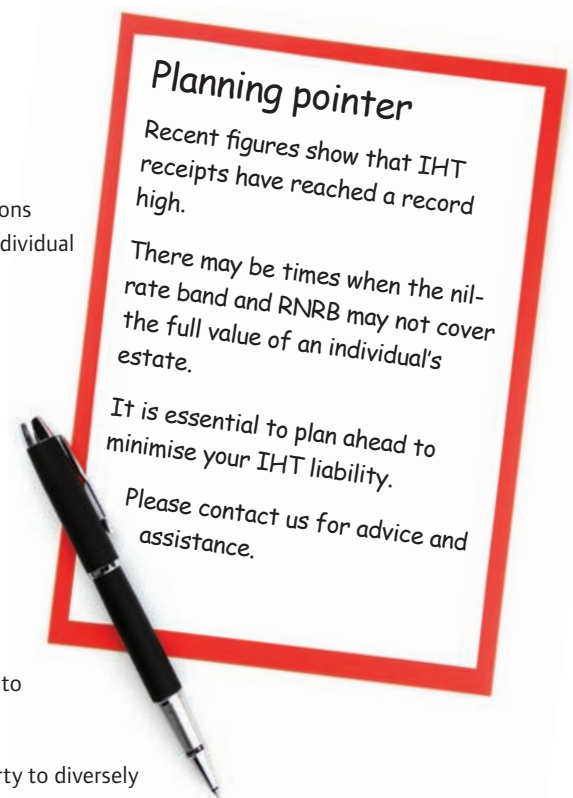 Planning pointer
Recent figures show that IHT
receipts have reached a record
high.
There may be times when the nil-
rate band and RNRB may not cover
the full value of an individual's
estate.
It is essential to plan ahead to
minimise your IHT liability.
Please contact us for advice and
assistance.
ons
dividual
to
rty to diversely